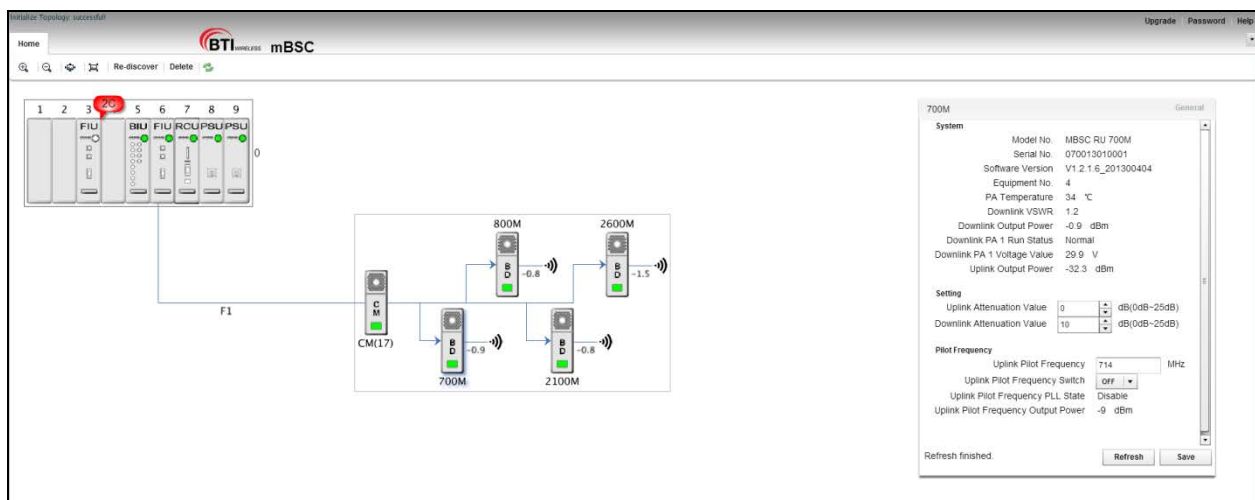 Initialize Topology: successful!
Upgrade Password Help
Home
BTI WIRELESS mBSC
Re-discover Delete
1 2 3 2C 5 6 7 8 9
FIU BIU FIU RCU PSU PSU
0
800M 2600M
BD -0.8 BD -1.5
CM
F1
CM(17)
BD -0.9 BD -0.8
700M 2100M
700M General
System
Model No. MBSC RU 700M
Serial No. 070013010001
Software Version V1.2.1.6_201300404
Equipment No. 4
PA Temperature 34 ℃
Downlink VSWR 1.2
Downlink Output Power -0.9 dBm
Downlink PA 1 Run Status Normal
Downlink PA 1 Voltage Value 29.9 V
Uplink Output Power -32.3 dBm
Setting
Uplink Attenuation Value 0 dB(0dB~25dB)
Downlink Attenuation Value 10 dB(0dB~25dB)
Pilot Frequency
Uplink Pilot Frequency 714 MHz
Uplink Pilot Frequency Switch OFF
Uplink Pilot Frequency PLL State Disable
Uplink Pilot Frequency Output Power -9 dBm
Refresh finished. Refresh Save